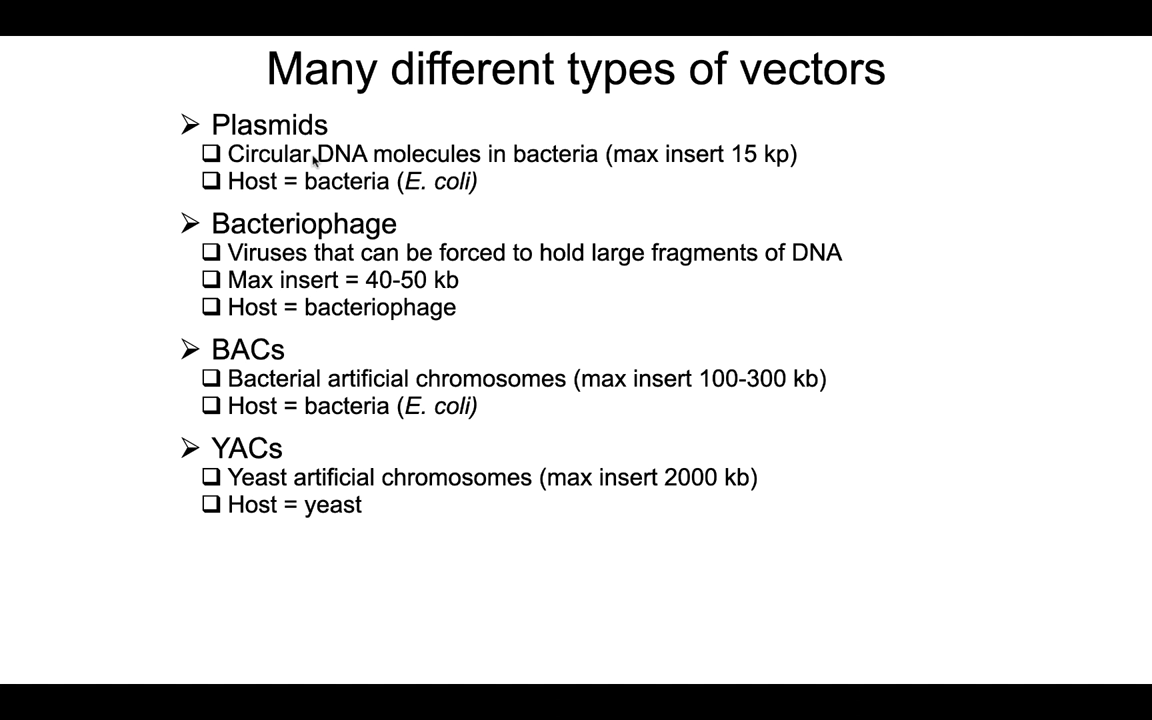 Many different types of vectors
➢ Plasmids
❑ Circular DNA molecules in bacteria (max insert 15 kp)
❑ Host = bacteria (E. coli)
➢ Bacteriophage
❑ Viruses that can be forced to hold large fragments of DNA
❑ Max insert = 40-50 kb
❑ Host = bacteriophage
➢ BACs
❑ Bacterial artificial chromosomes (max insert 100-300 kb)
❑ Host = bacteria (E. coli)
➢ YACs
❑ Yeast artificial chromosomes (max insert 2000 kb)
❑ Host = yeast